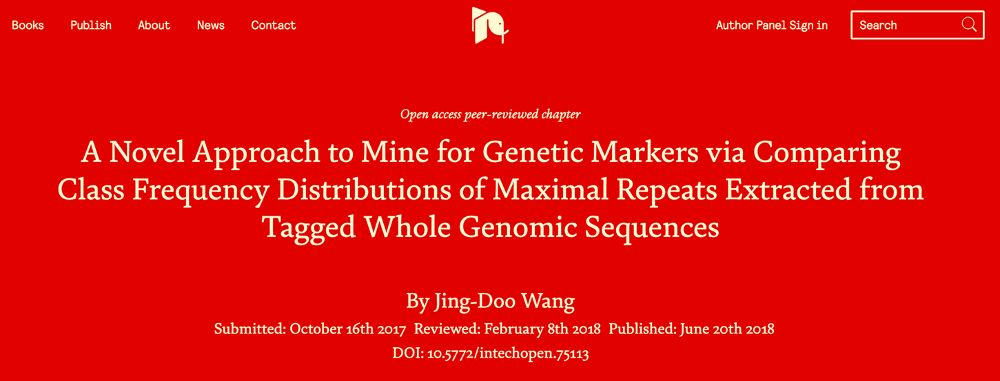 Books Publish About News Contact Author Panel Sign in Search
Open access peer-reviewed chapter
A Novel Approach to Mine for Genetic Markers via Comparing
Class Frequency Distributions of Maximal Repeats Extracted from
Tagged Whole Genomic Sequences
By Jing-Doo Wang
Submitted: October 16th 2017 Reviewed: February 8th 2018 Published: June 20th 2018
DOI: 10.5772/intechopen.75113